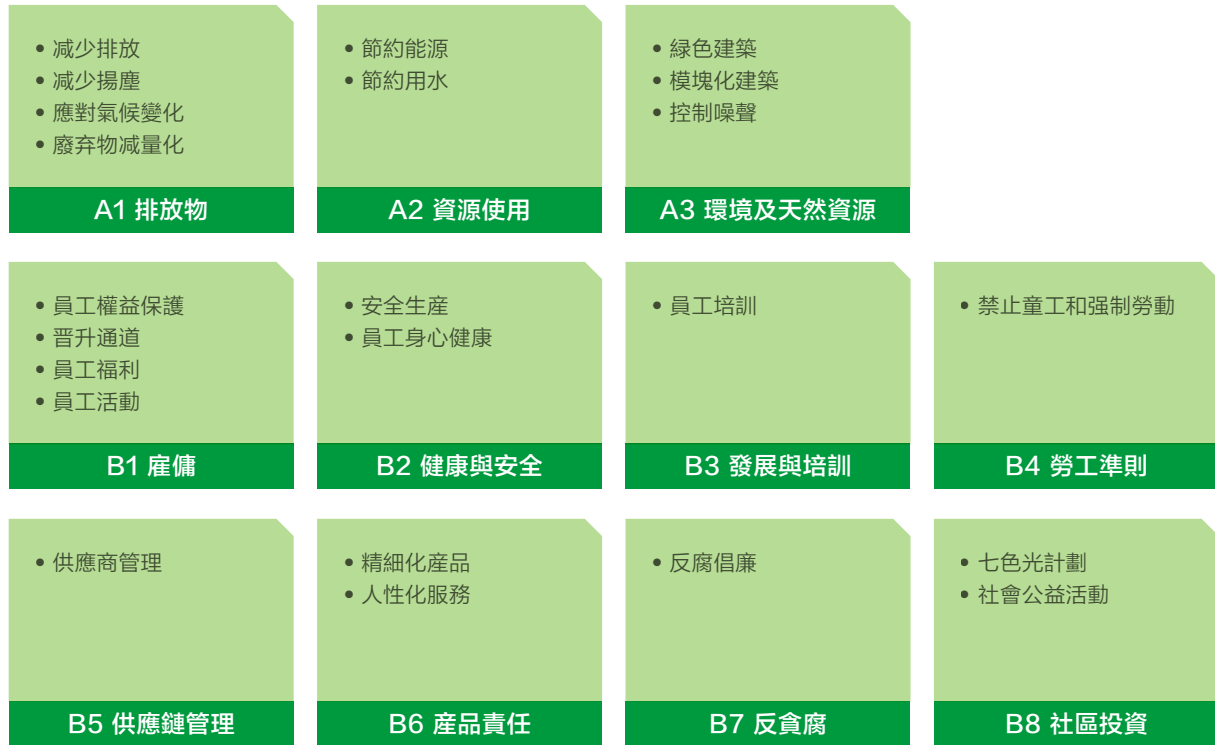 • 减少排放
• 减少揚塵
• 應對氣候變化
• 廢弃物减量化
A1 排放物
• 節約能源
• 節約用水
A2 資源使用
• 緑色建築
• 模塊化建築
• 控制噪聲
A3 環境及天然資源
• 員工權益保護
• 晋升通道
• 員工福利
• 員工活動
B1 雇傭
• 安全生産
• 員工身心健康
B2 健康與安全
• 員工培訓
B3 發展與培訓
• 禁止童工和强制勞動
B4 勞工準則
• 供應商管理
B5 供應鏈管理
• 精細化産品
• 人性化服務
B6 産品責任
• 反腐倡廉
B7 反貪腐
• 七色光計劃
• 社會公益活動
B8 社區投資